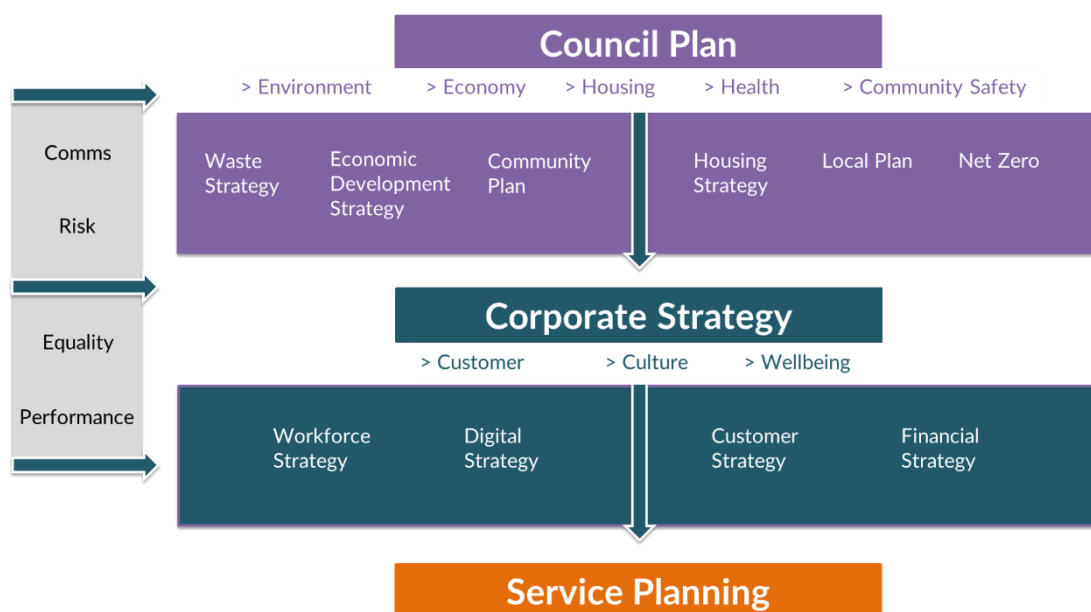 Council Plan
> Environment
> Economy
> Housing
> Health
> Community Safety
Comms
Risk
Equality
Performance
Waste
Strategy
Economic
Development
Strategy
Community
Plan
Housing
Strategy
Local Plan
Net Zero
Corporate Strategy
> Customer
> Culture
> Wellbeing
Workforce
Strategy
Digital
Strategy
Customer
Strategy
Financial
Strategy
Service Planning